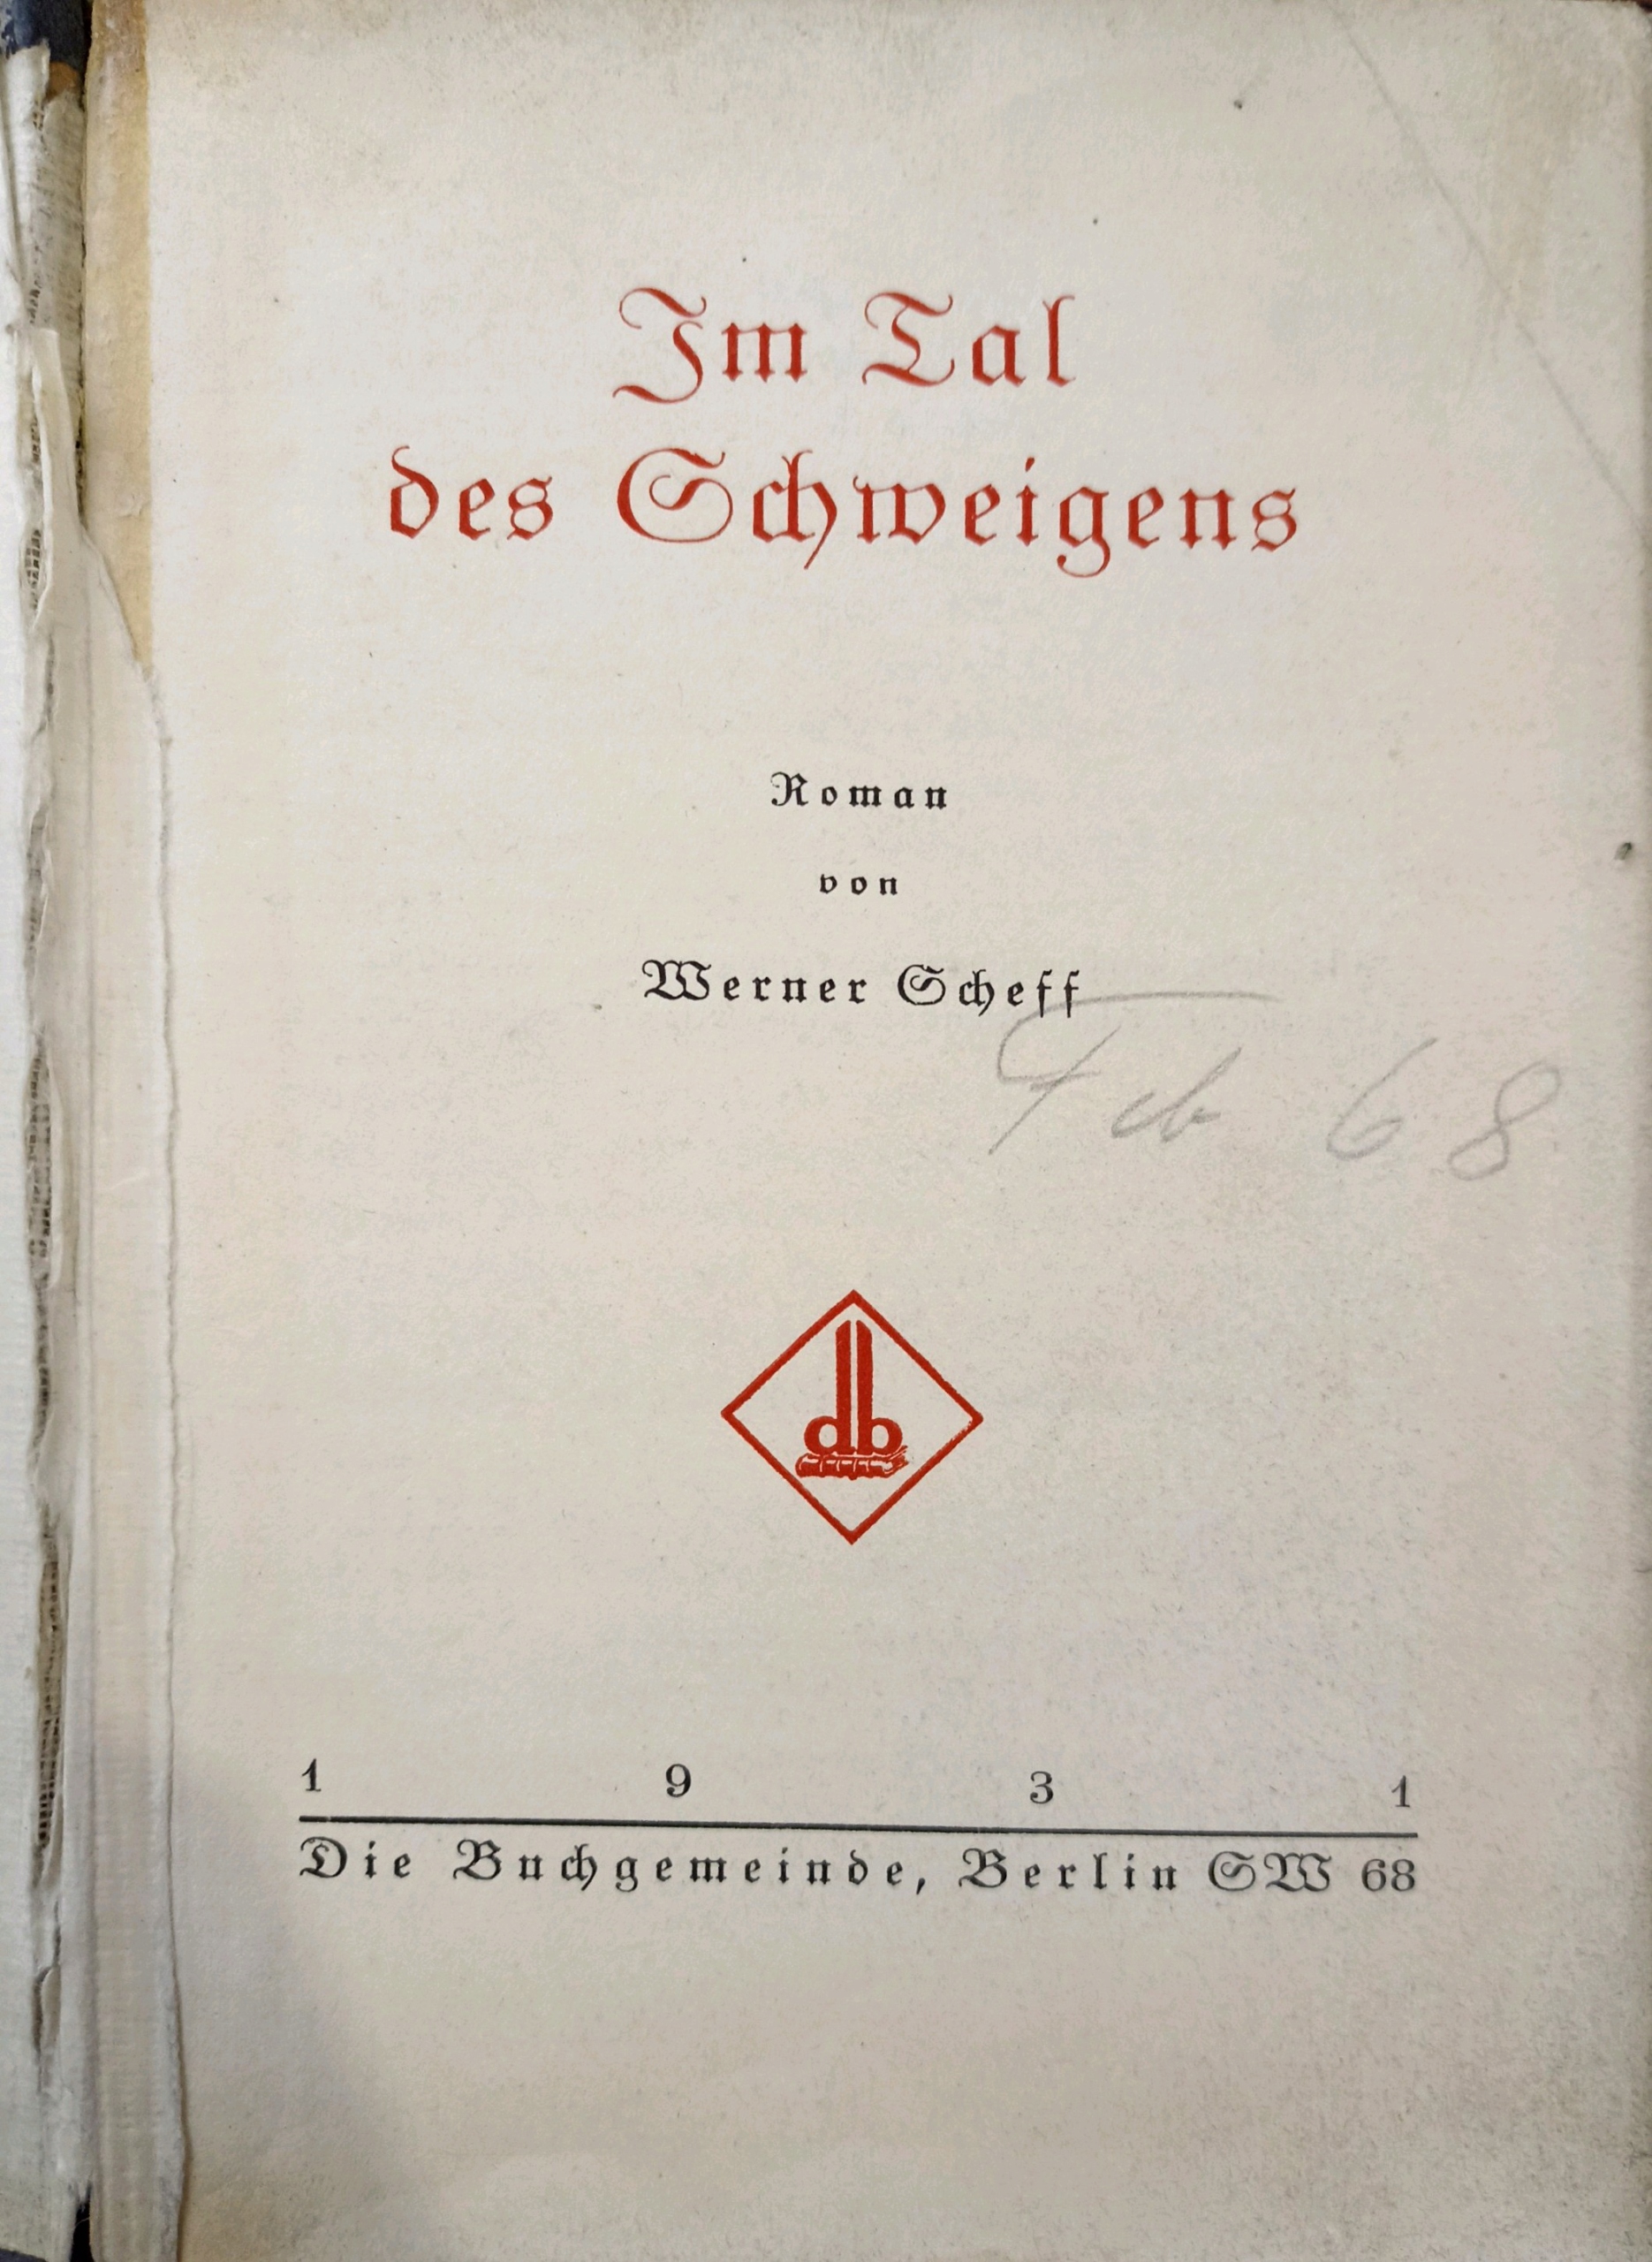 Im Tal
des Schweigens
Roman
von
Werner Scheff
Feb 68
db
1 9 3 1
Die Buchgemeinde, Berlin SW 68